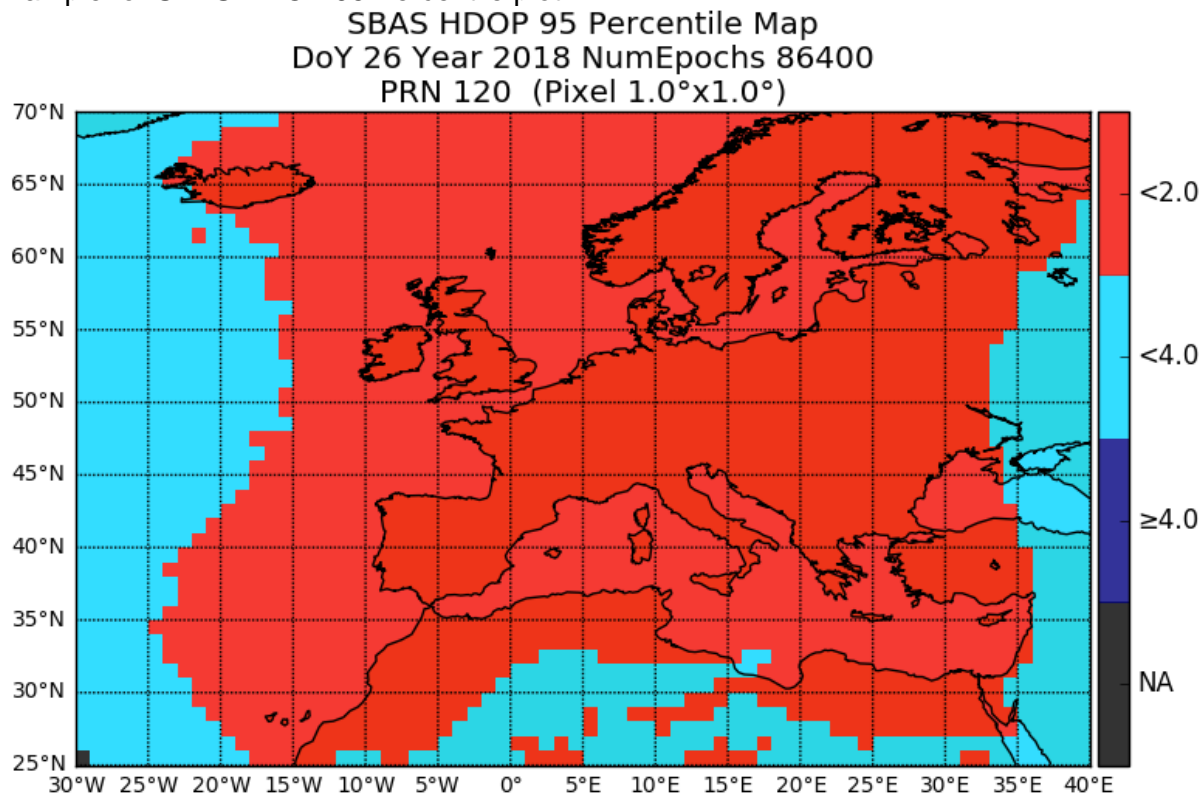 SBAS HDOP 95 Percentile Map
DoY 26 Year 2018 NumEpochs 86400
PRN 120 (Pixel 1.0°x1.0°)
70°N
65°N
60°N
55°N
50°N
45°N
40°N
35°N
30°N
25°N
30°W 25°W 20°W 15°W 10°W 5°W 0° 5°E 10°E 15°E 20°E 25°E 30°E 35°E 40°E
<2.0
<4.0
≥4.0
NA